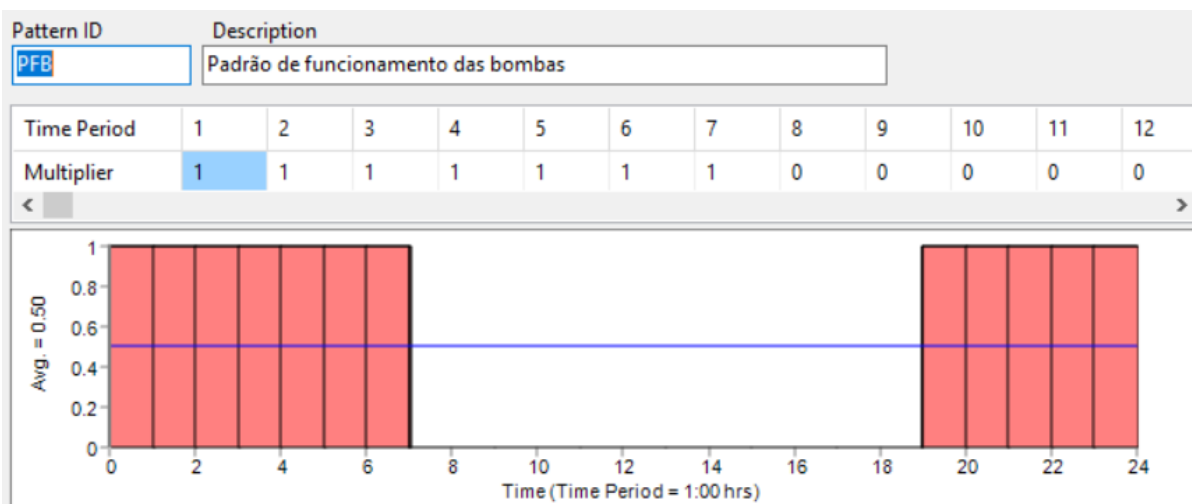 Pattern ID Description
PFB Padrão de funcionamento das bombas
Time Period 1 2 3 4 5 6 7 8 9 10 11 12
Multiplier 1 1 1 1 1 1 1 0 0 0 0 0
Avg. = 0.50
1
0.8
0.6
0.4
0.2
0
0 2 4 6 8 10 12 14 16 18 20 22 24
Time (Time Period = 1:00 hrs)